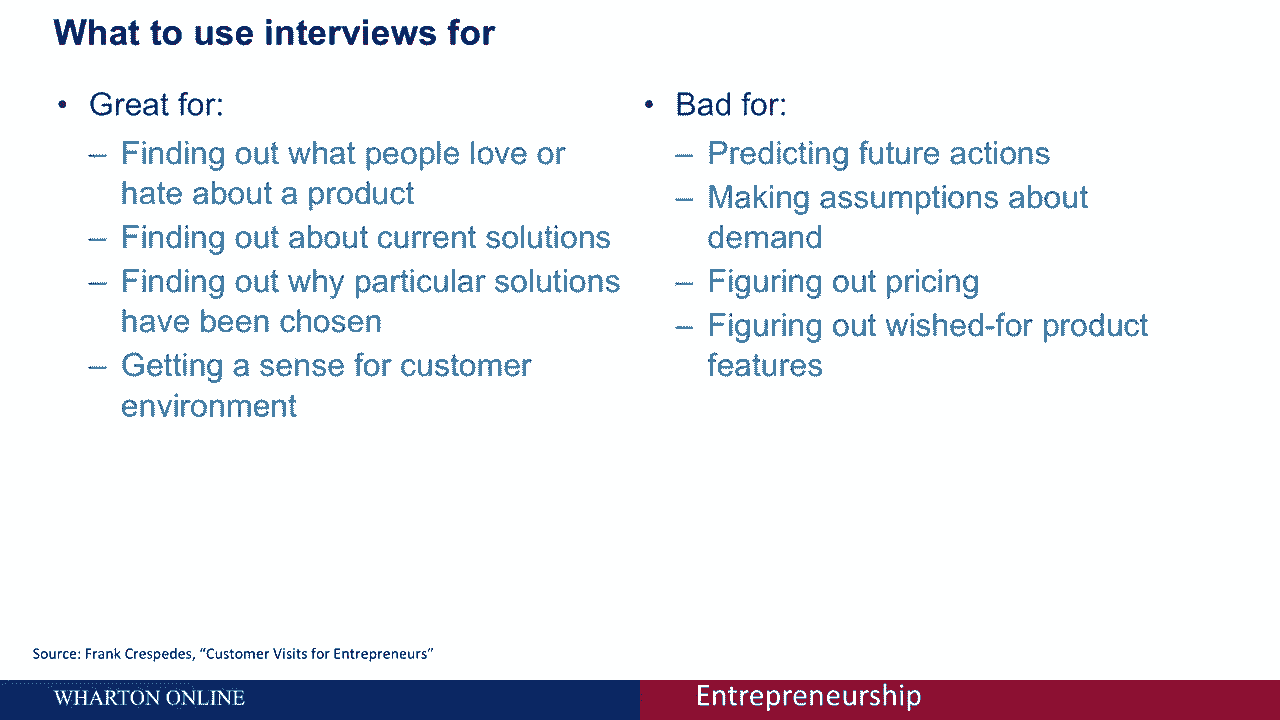 What to use interviews for
• Great for:
– Finding out what people love or
hate about a product
– Finding out about current solutions
– Finding out why particular solutions
have been chosen
– Getting a sense for customer
environment
• Bad for:
– Predicting future actions
– Making assumptions about
demand
– Figuring out pricing
– Figuring out wished-for product
features
Source: Frank Crespedes, “Customer Visits for Entrepreneurs”
WHARTON ONLINE
Entrepreneurship